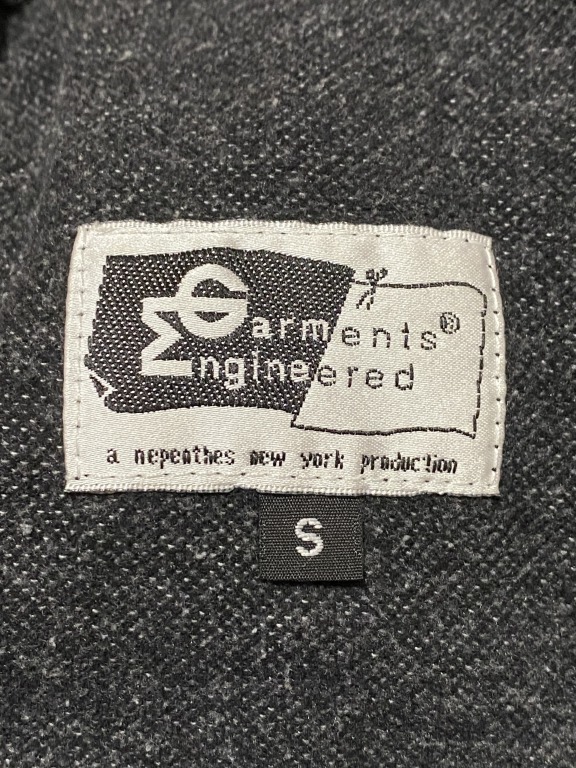 Garments®
Engineered
a nepenthes new york production
S